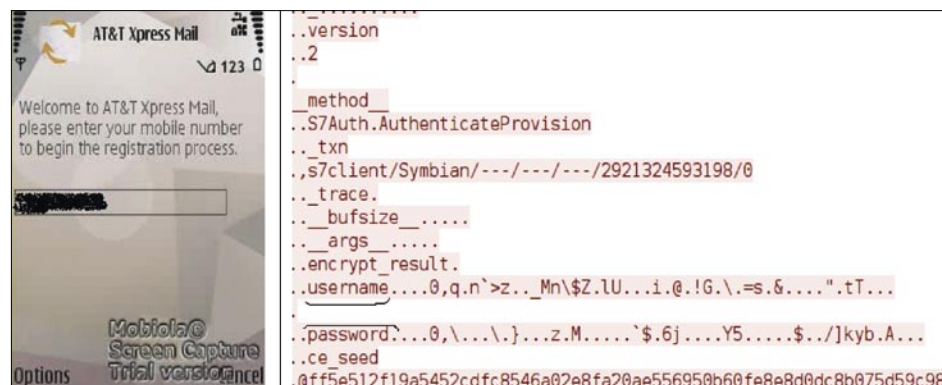 AT&T Xpress Mail
123
Welcome to AT&T Xpress Mail,
please enter your mobile number
to begin the registration process.
Mobiola®
Screen Capture
Trial version
Options
..version
..2
.
__method__
..S7Auth.AuthenticateProvision
.._txn
.,s7client/Symbian/---/---/---/2921324593198/0
.._trace.
..__bufsize__.....
..__args__.....
..encrypt_result.
..username....0,q.n`>z.._Mn\$Z.lU...i.@.!G.\.=s.&....".tT...
.
..password....0,\...\.}...z.M.....`$.6j....Y5.....$../]kyb.A...
..ce_seed
.@ff5e512f19a5452cdfc8546a02e8fa20ae556950b60fe8e8d0dc8b075d59c96